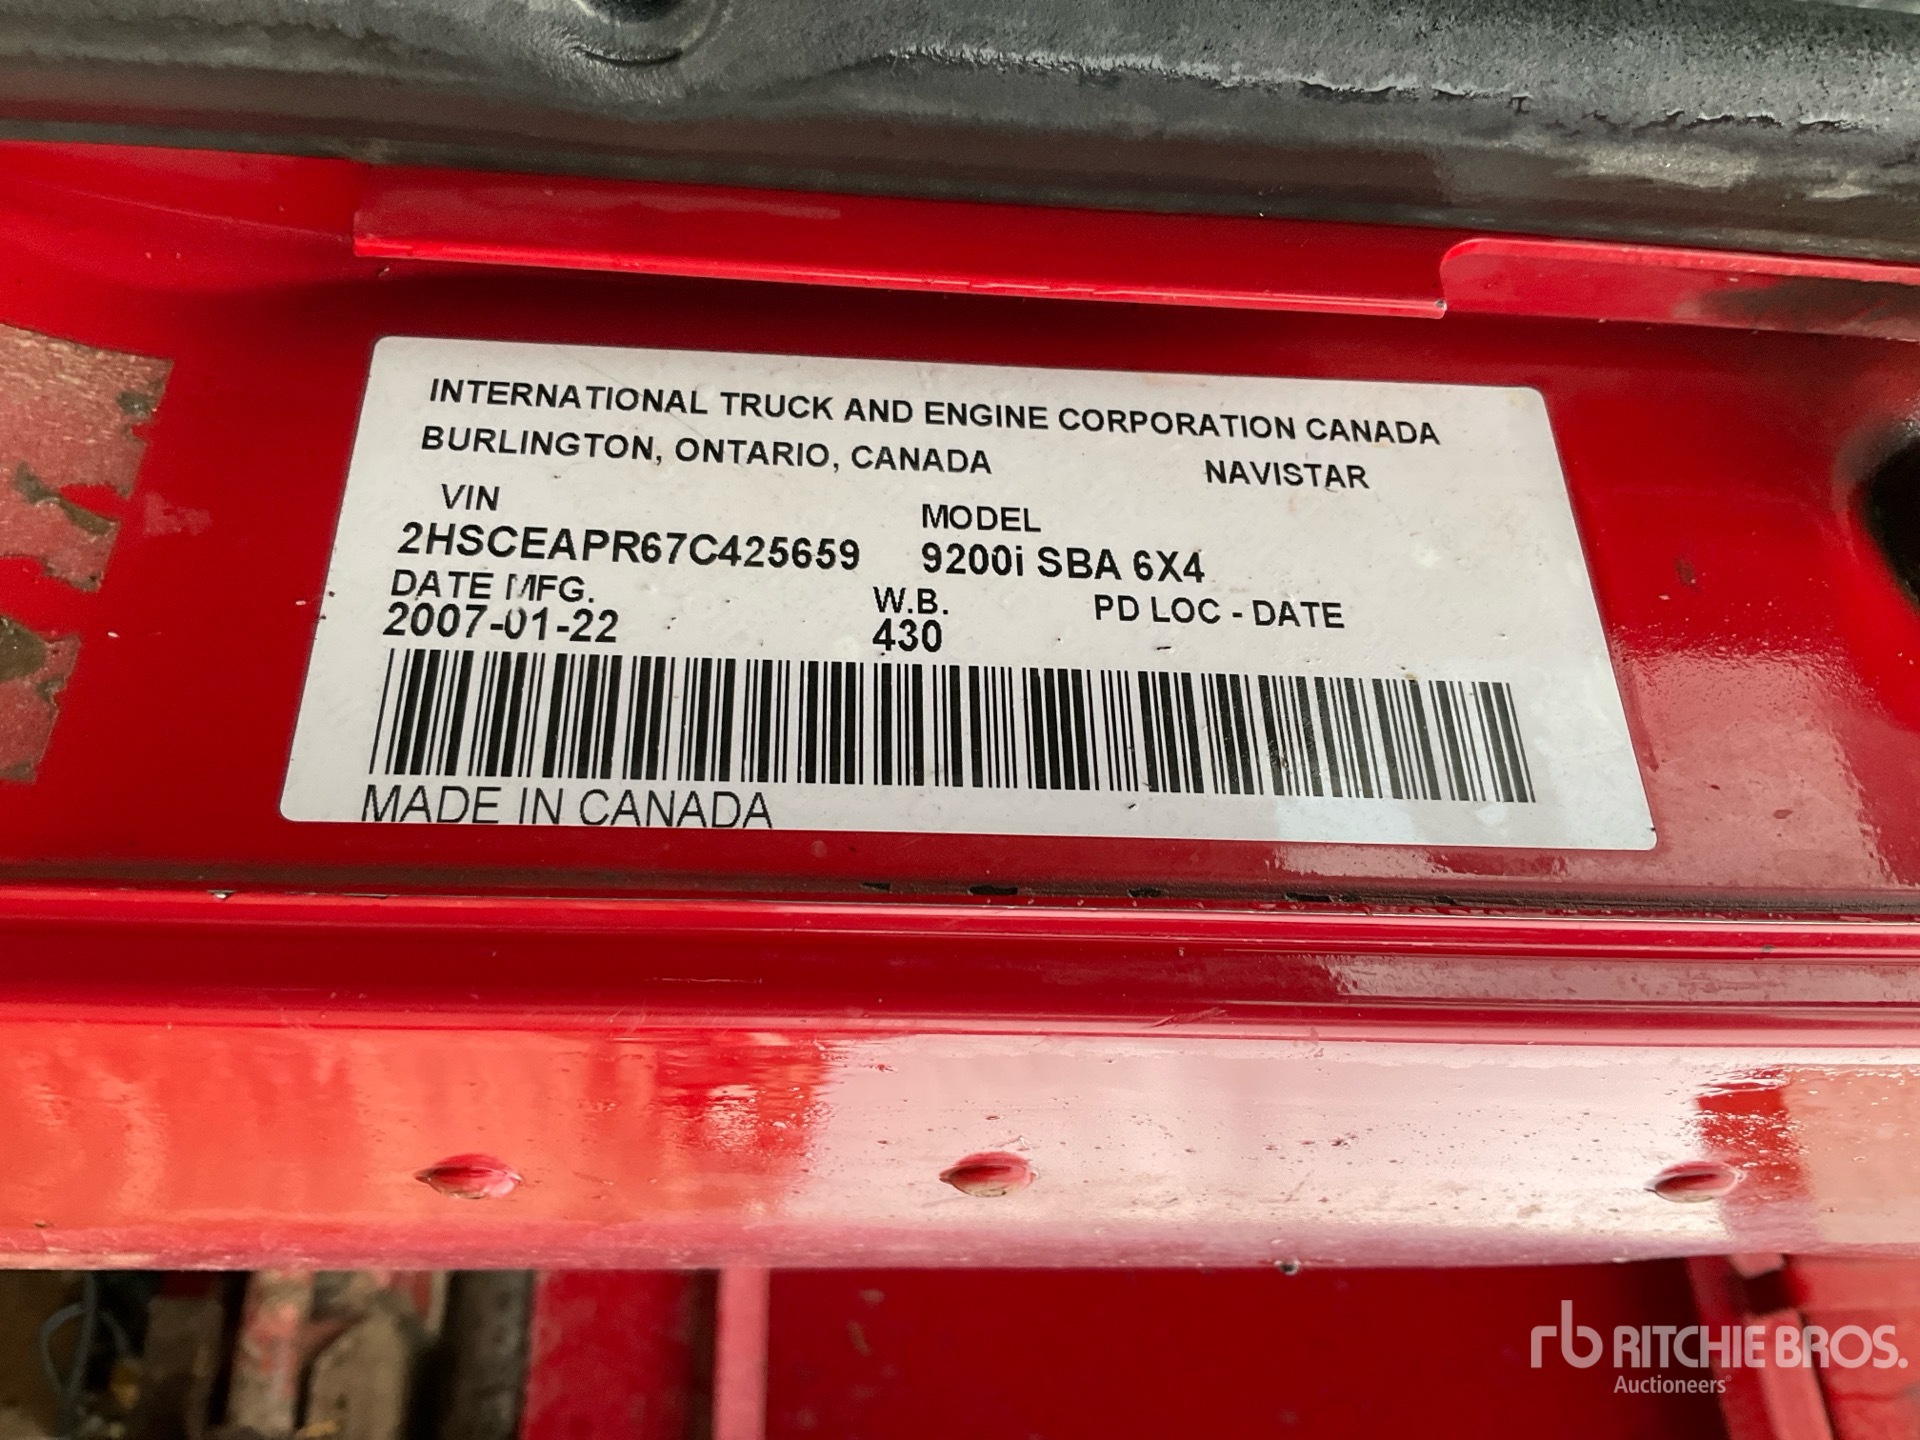 INTERNATIONAL TRUCK AND ENGINE CORPORATION CANADA
BURLINGTON, ONTARIO, CANADA NAVISTAR
VIN MODEL
2HSCEAPR67C425659 9200i SBA 6X4
DATE MFG. W.B. PD LOC - DATE
2007-01-22 430
MADE IN CANADA
rb RITCHIE BROS.
Auctioneers